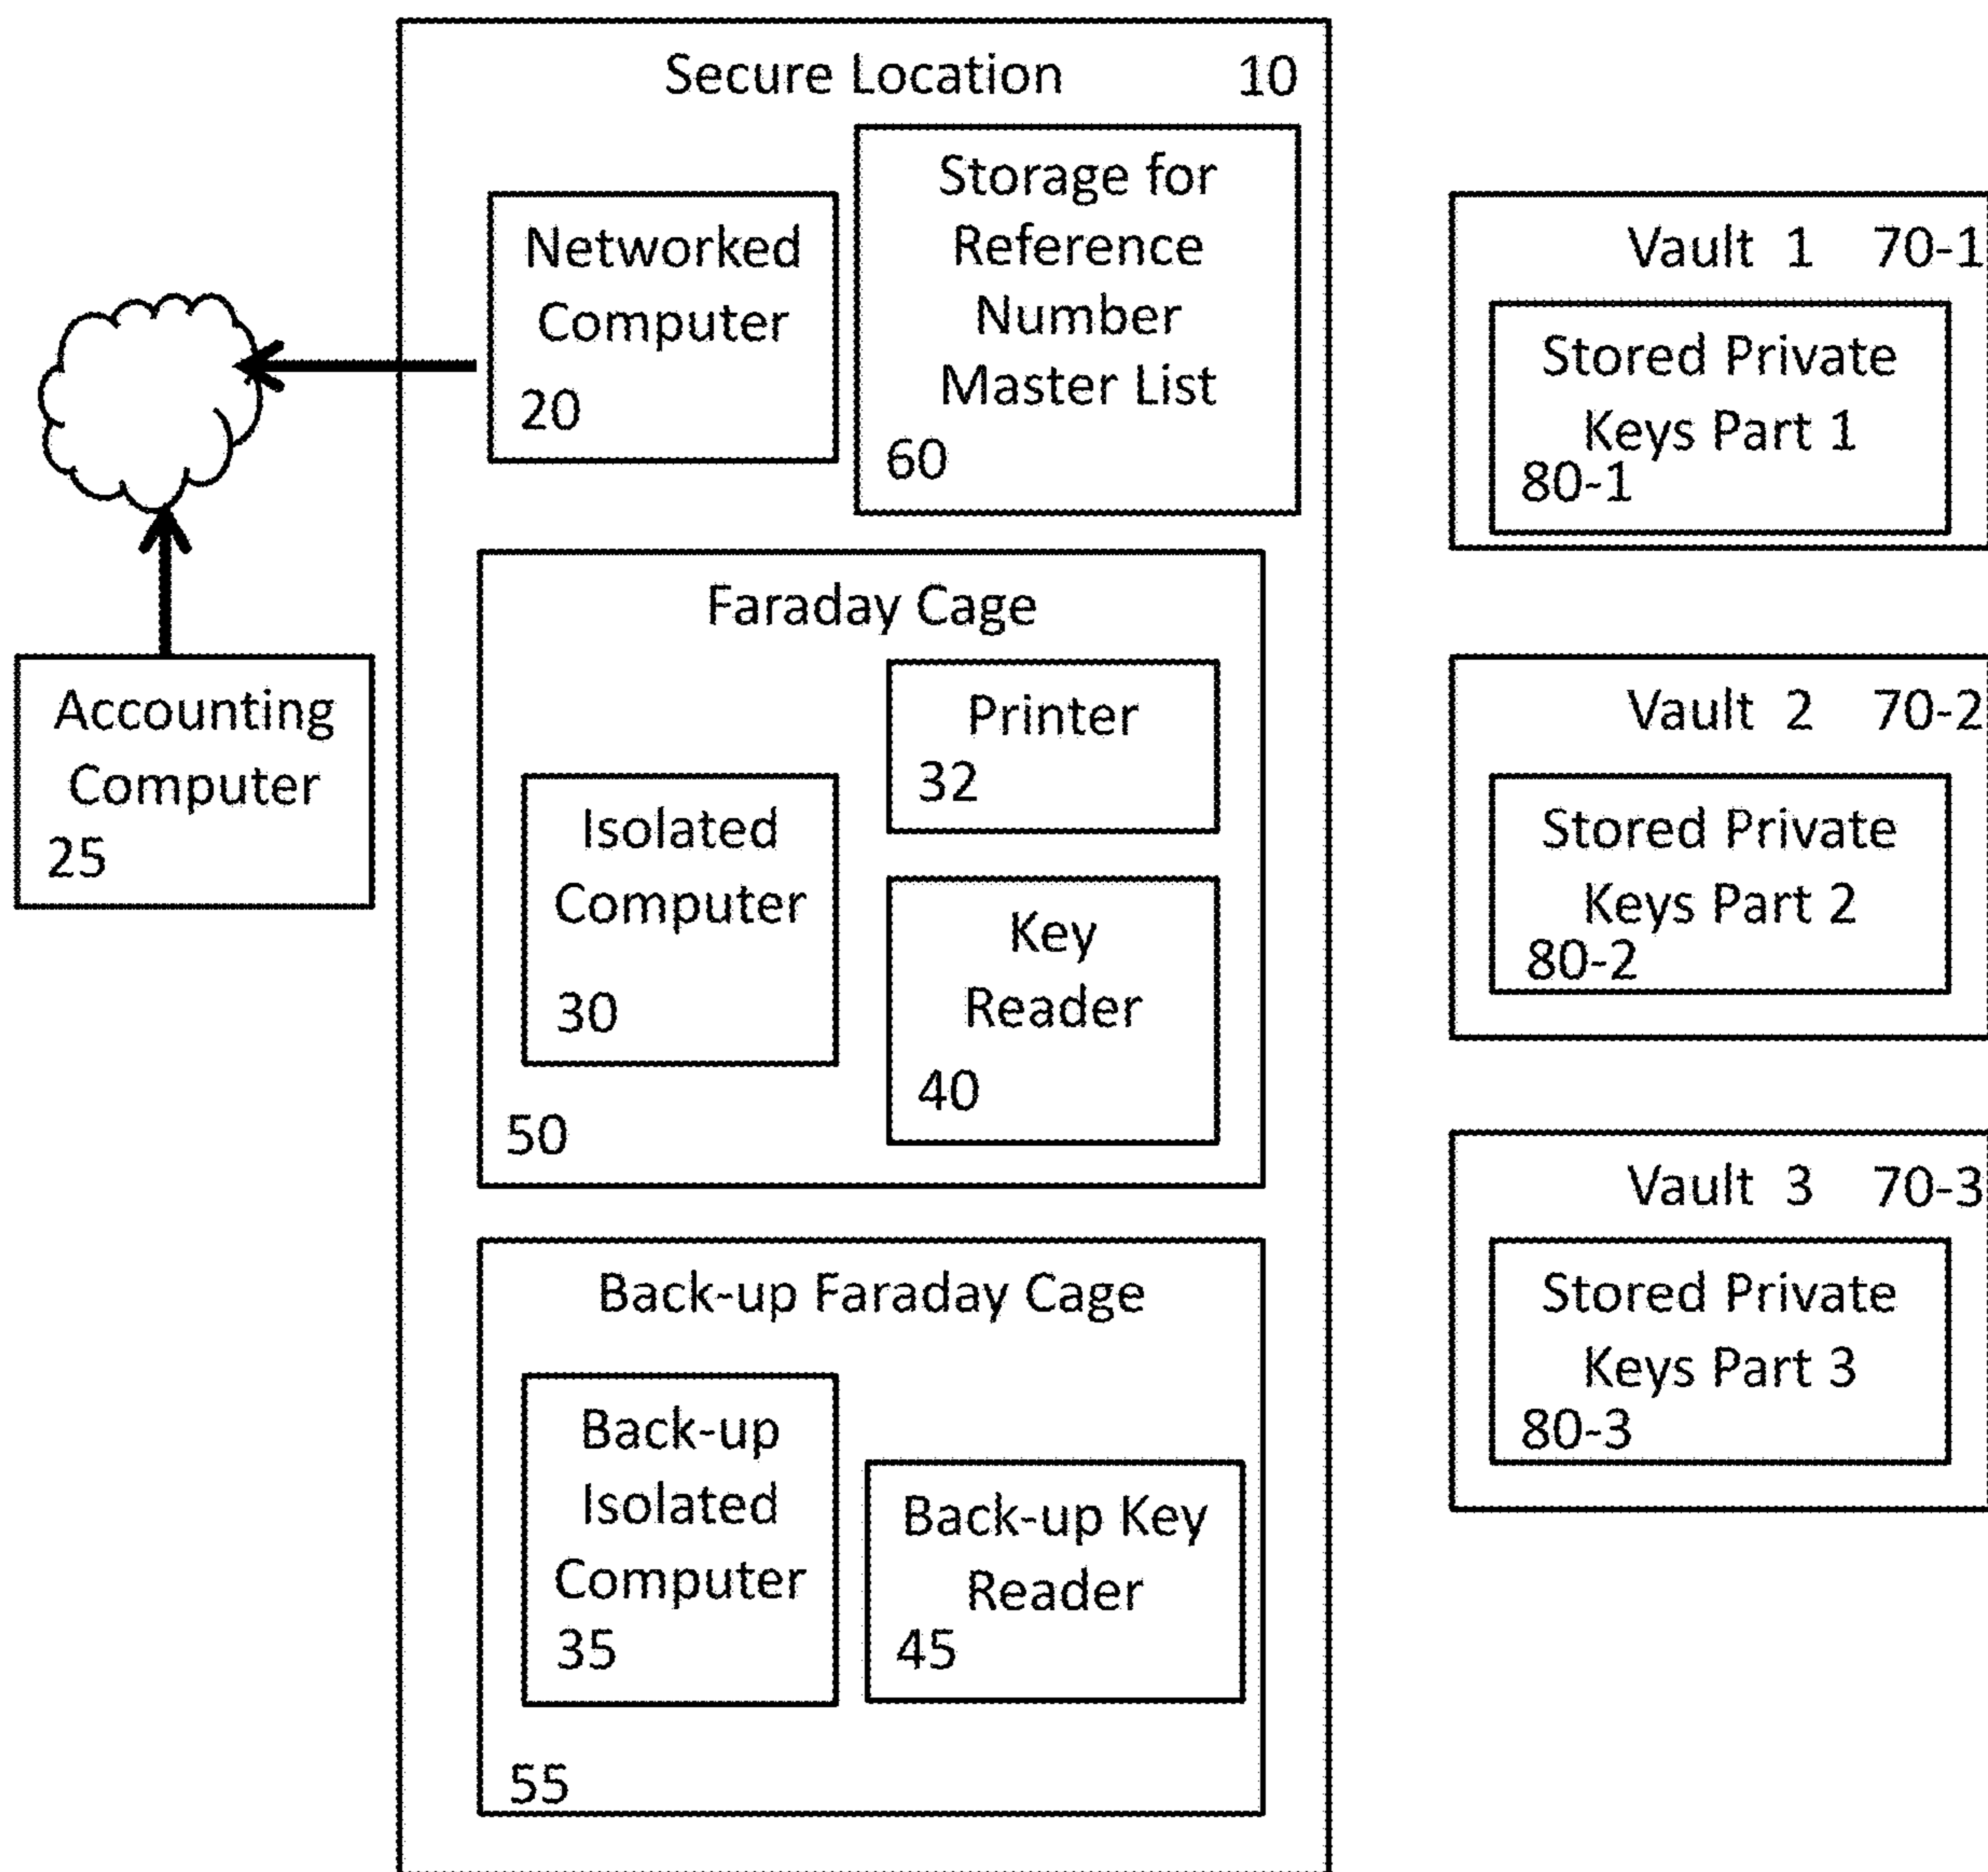 Secure Location 10
Networked
Computer
20
Storage for
Reference
Number
Master List
60
Accounting
Computer
25
Faraday Cage
Isolated
Computer
30
Printer
32
Key
Reader
40
50
Back-up Faraday Cage
Back-up
Isolated
Computer
35
Back-up Key
Reader
45
55
Vault 1 70-1
Stored Private
Keys Part 1
80-1
Vault 2 70-2
Stored Private
Keys Part 2
80-2
Vault 3 70-3
Stored Private
Keys Part 3
80-3